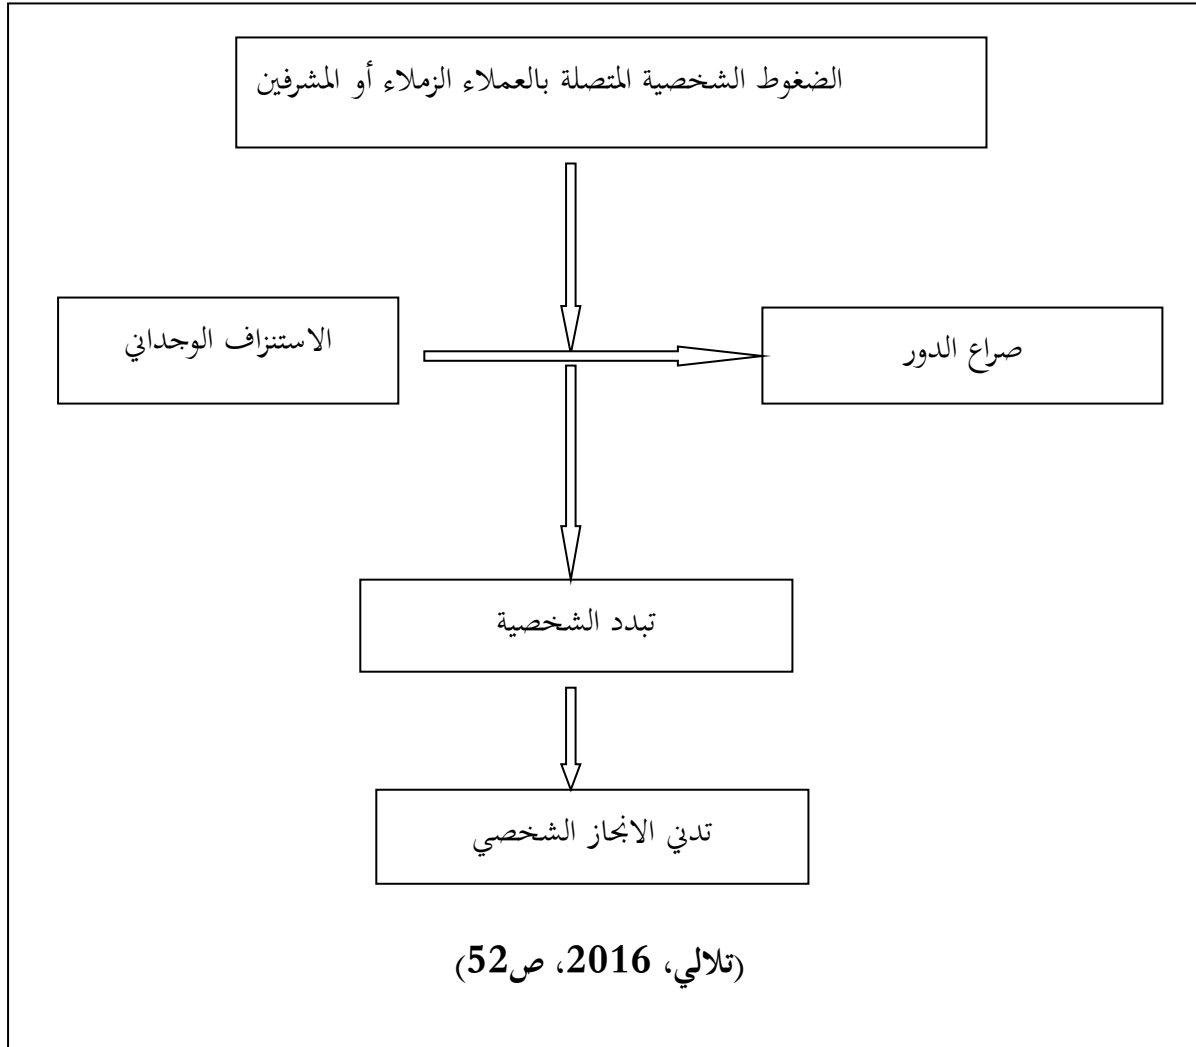 الضغوط الشخصية المتصلة بالعملاء الزملاء أو المشرفين
صراع الدور
الاستنزاف الوجداني
تبدد الشخصية
تدني الانجاز الشخصي
(تلالي، 2016، ص52)